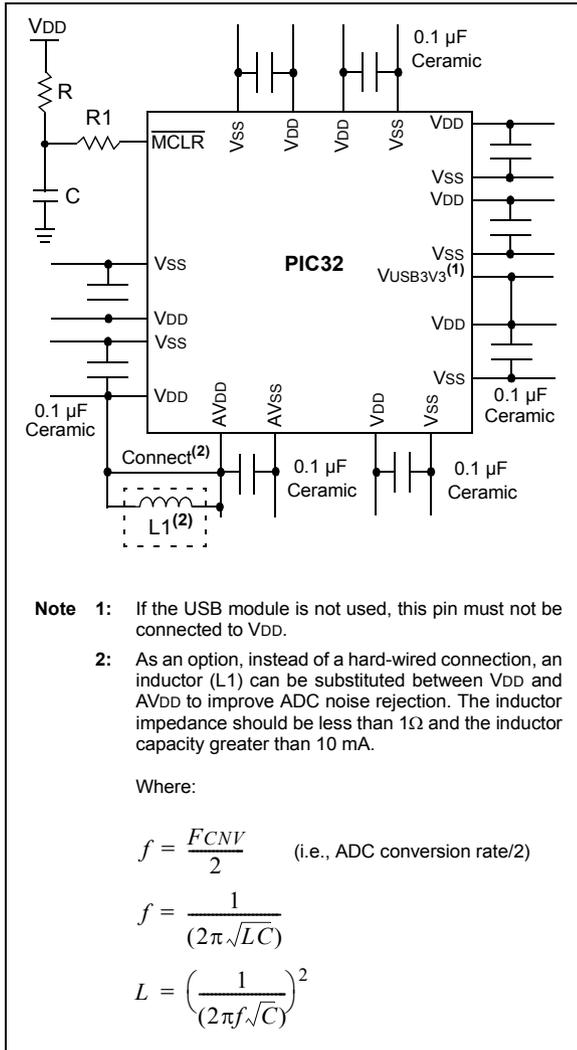 VDD
R
R1
C
0.1 µF
Ceramic
MCLR
VSS
VDD
VDD
VSS
VDD
VSS
VDD
VSS
VUSB3V3(1)
VDD
VSS
PIC32
VSS
VDD
VSS
VDD
AVDD
AVSS
VDD
VSS
0.1 µF
Ceramic
0.1 µF
Ceramic
Connect(2)
0.1 µF
Ceramic
0.1 µF
Ceramic
L1(2)
Note 1: If the USB module is not used, this pin must not be
connected to VDD.
2: As an option, instead of a hard-wired connection, an
inductor (L1) can be substituted between VDD and
AVDD to improve ADC noise rejection. The inductor
impedance should be less than 1Ω and the inductor
capacity greater than 10 mA.
Where:
f = FCNV / 2 (i.e., ADC conversion rate/2)
f = 1 / (2π√LC)
L = (1 / (2πf√C))²